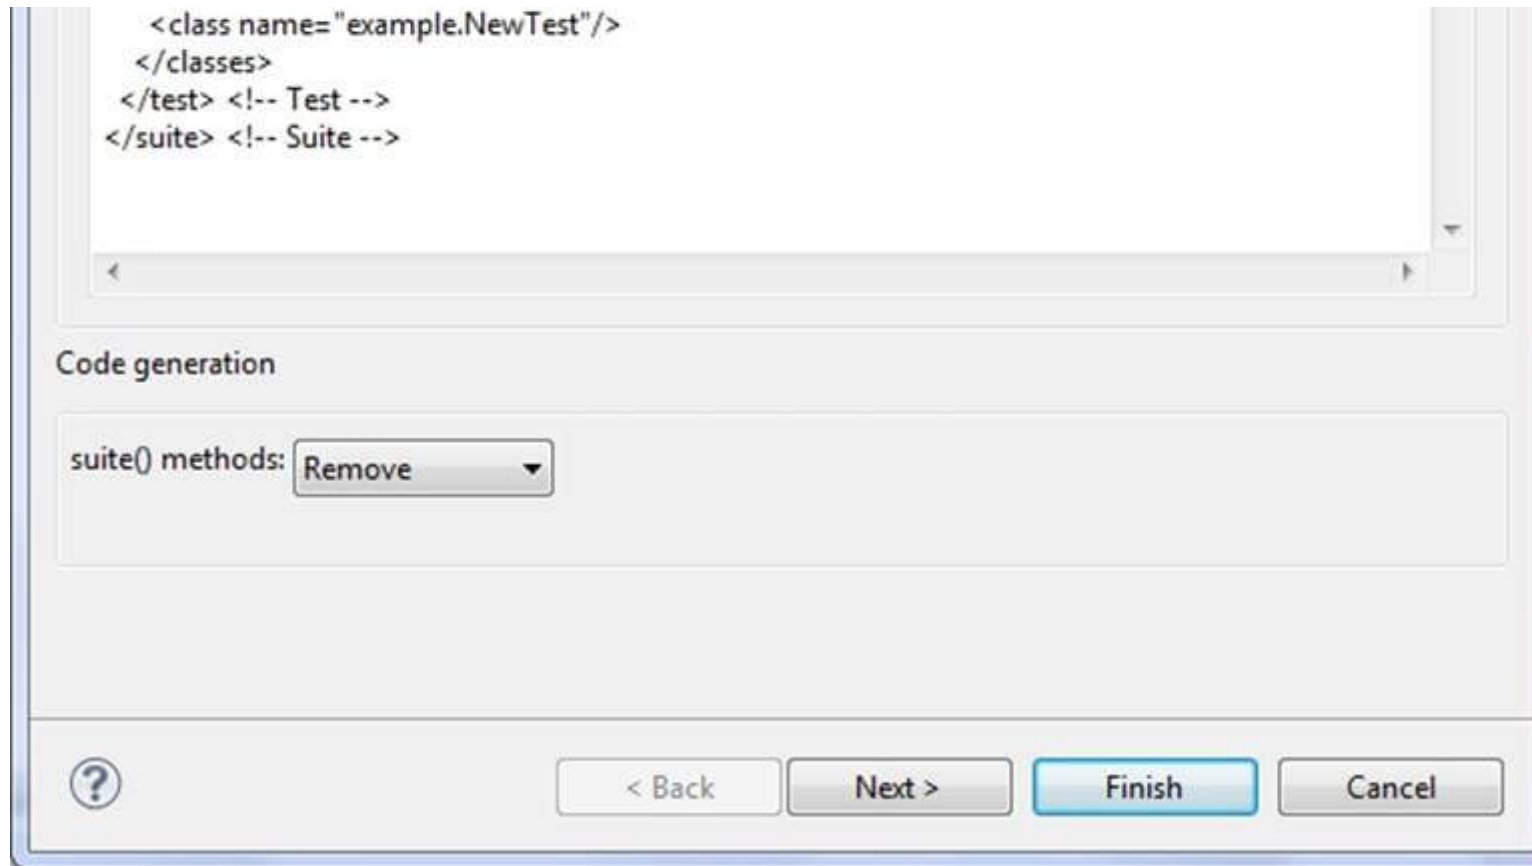 <class name="example.NewTest"/>
</classes>
</test> <!-- Test -->
</suite> <!-- Suite -->
Code generation
suite() methods: Remove
?
< Back Next > Finish Cancel